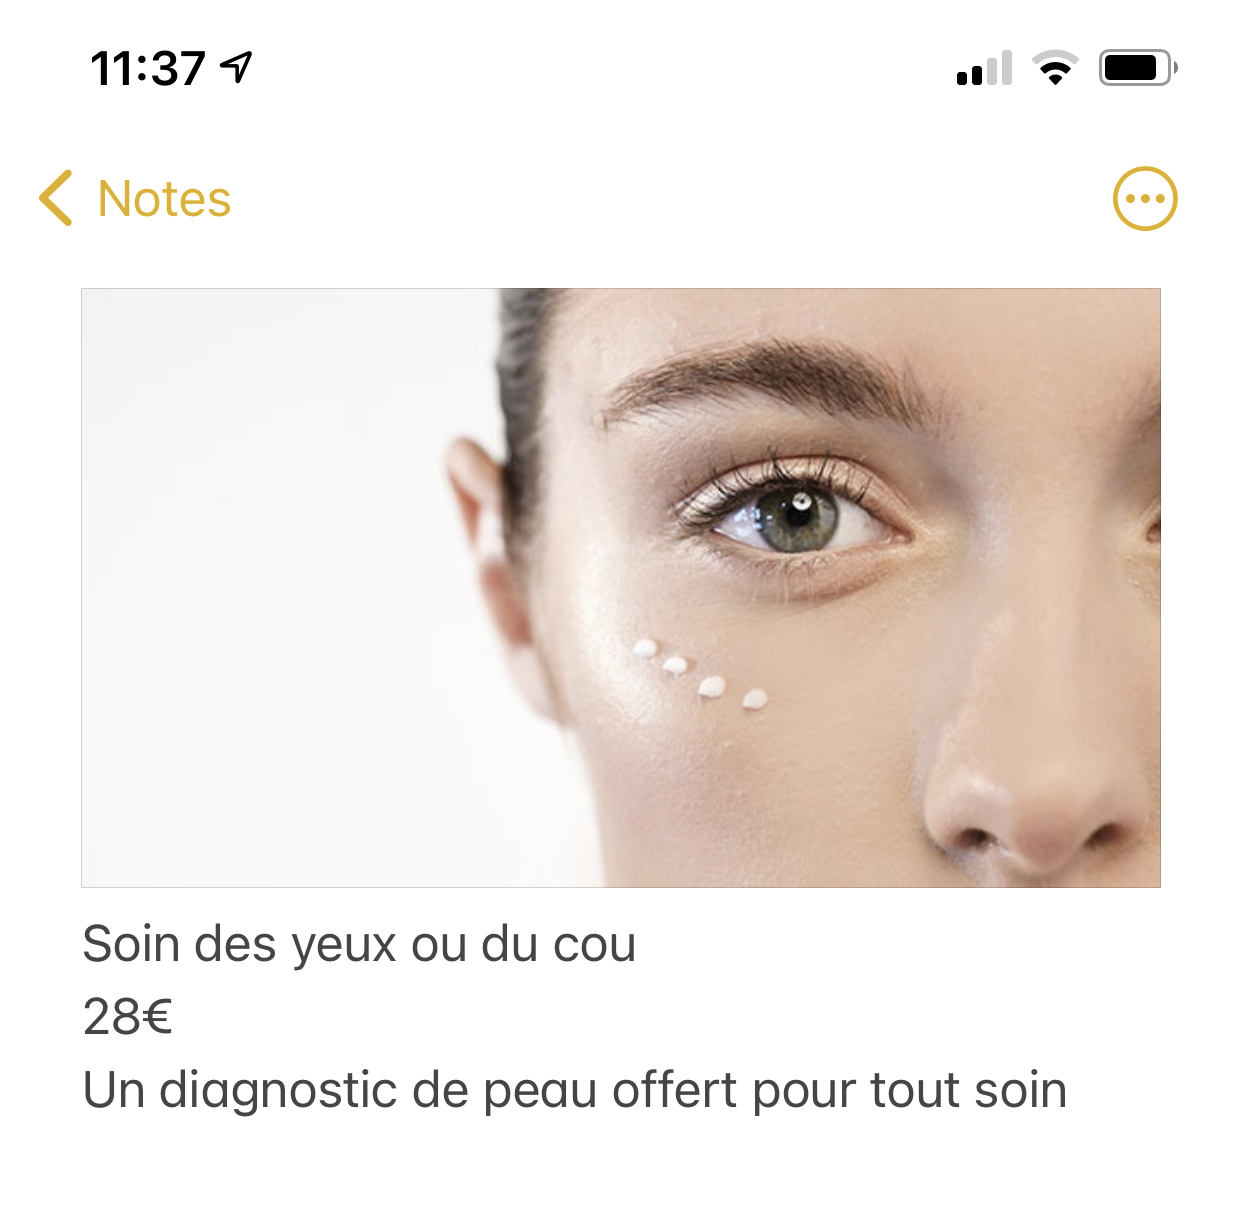 11:37
Notes
Soin des yeux ou du cou
28€
Un diagnostic de peau offert pour tout soin